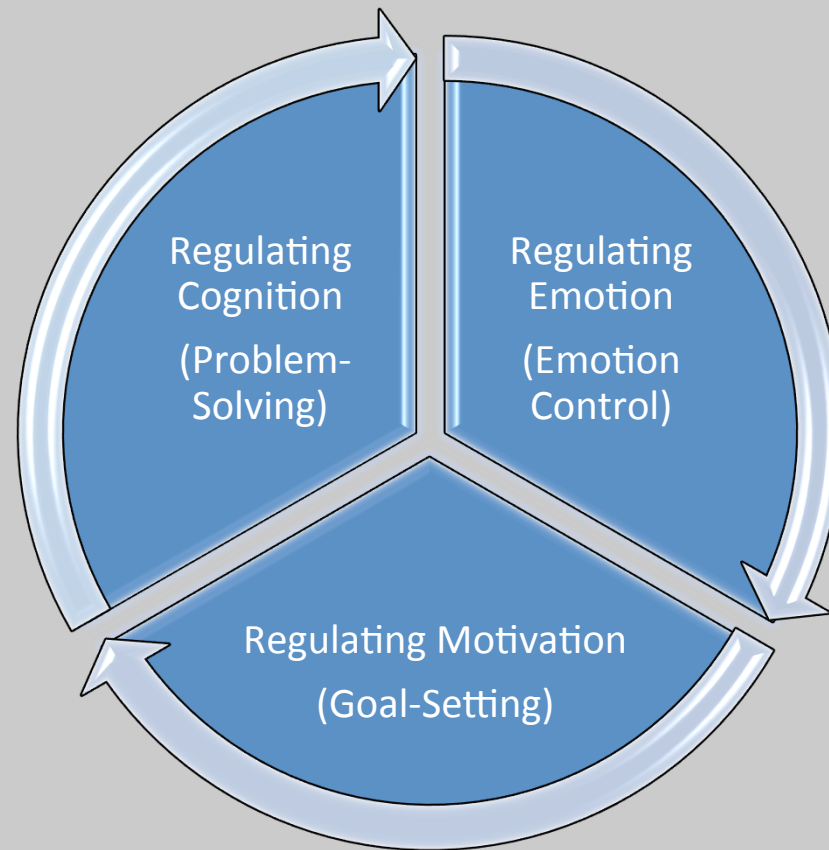 Regulating
Cognition
(Problem-
Solving)
Regulating
Emotion
(Emotion
Control)
Regulating Motivation
(Goal-Setting)